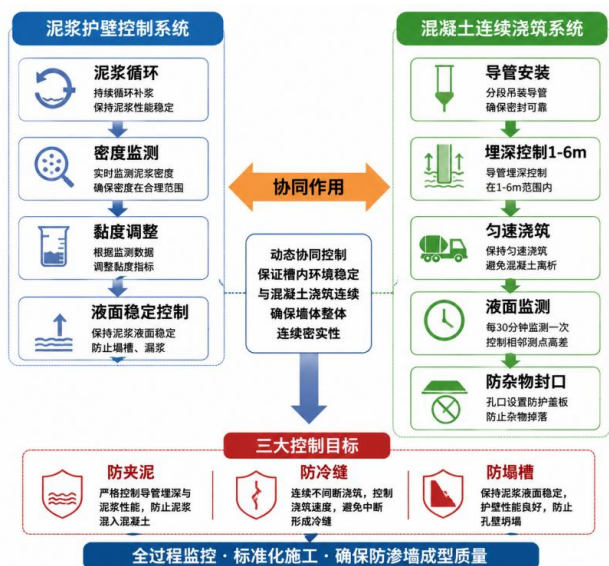 泥浆护壁控制系统
泥浆循环
持续循环补浆
保持泥浆性能稳定
密度监测
实时监测泥浆密度
确保密度在合理范围
黏度调整
根据监测数据
调整黏度指标
液面稳定控制
保持泥浆液面稳定
防止塌槽、漏浆
协同作用
动态协同控制
保证槽内环境稳定
与混凝土浇筑连续
确保墙体整体
连续密实性
混凝土连续浇筑系统
导管安装
分段吊装导管
确保密封可靠
埋深控制1-6m
导管埋深控制
在1-6m范围内
匀速浇筑
保持匀速浇筑
避免混凝土离析
液面监测
每30分钟监测一次
控制相邻测点高差
防杂物封口
孔口设置防护盖板
防止杂物掉落
三大控制目标
防夹泥
严格控制导管埋深与
泥浆性能，防止泥浆
混入混凝土
防冷缝
连续不间断浇筑，控制
浇筑速度，避免中断
形成冷缝
防塌槽
保持泥浆液面稳定，
护壁性能良好，防止
孔壁坍塌
全过程监控·标准化施工·确保防渗墙成型质量